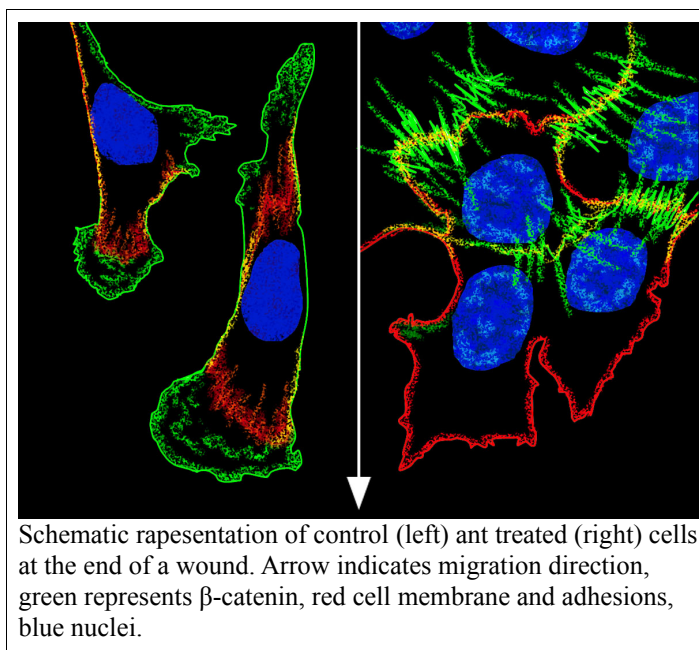 Schematic rapesentation of control (left) ant treated (right) cells
at the end of a wound. Arrow indicates migration direction,
green represents β-catenin, red cell membrane and adhesions,
blue nuclei.